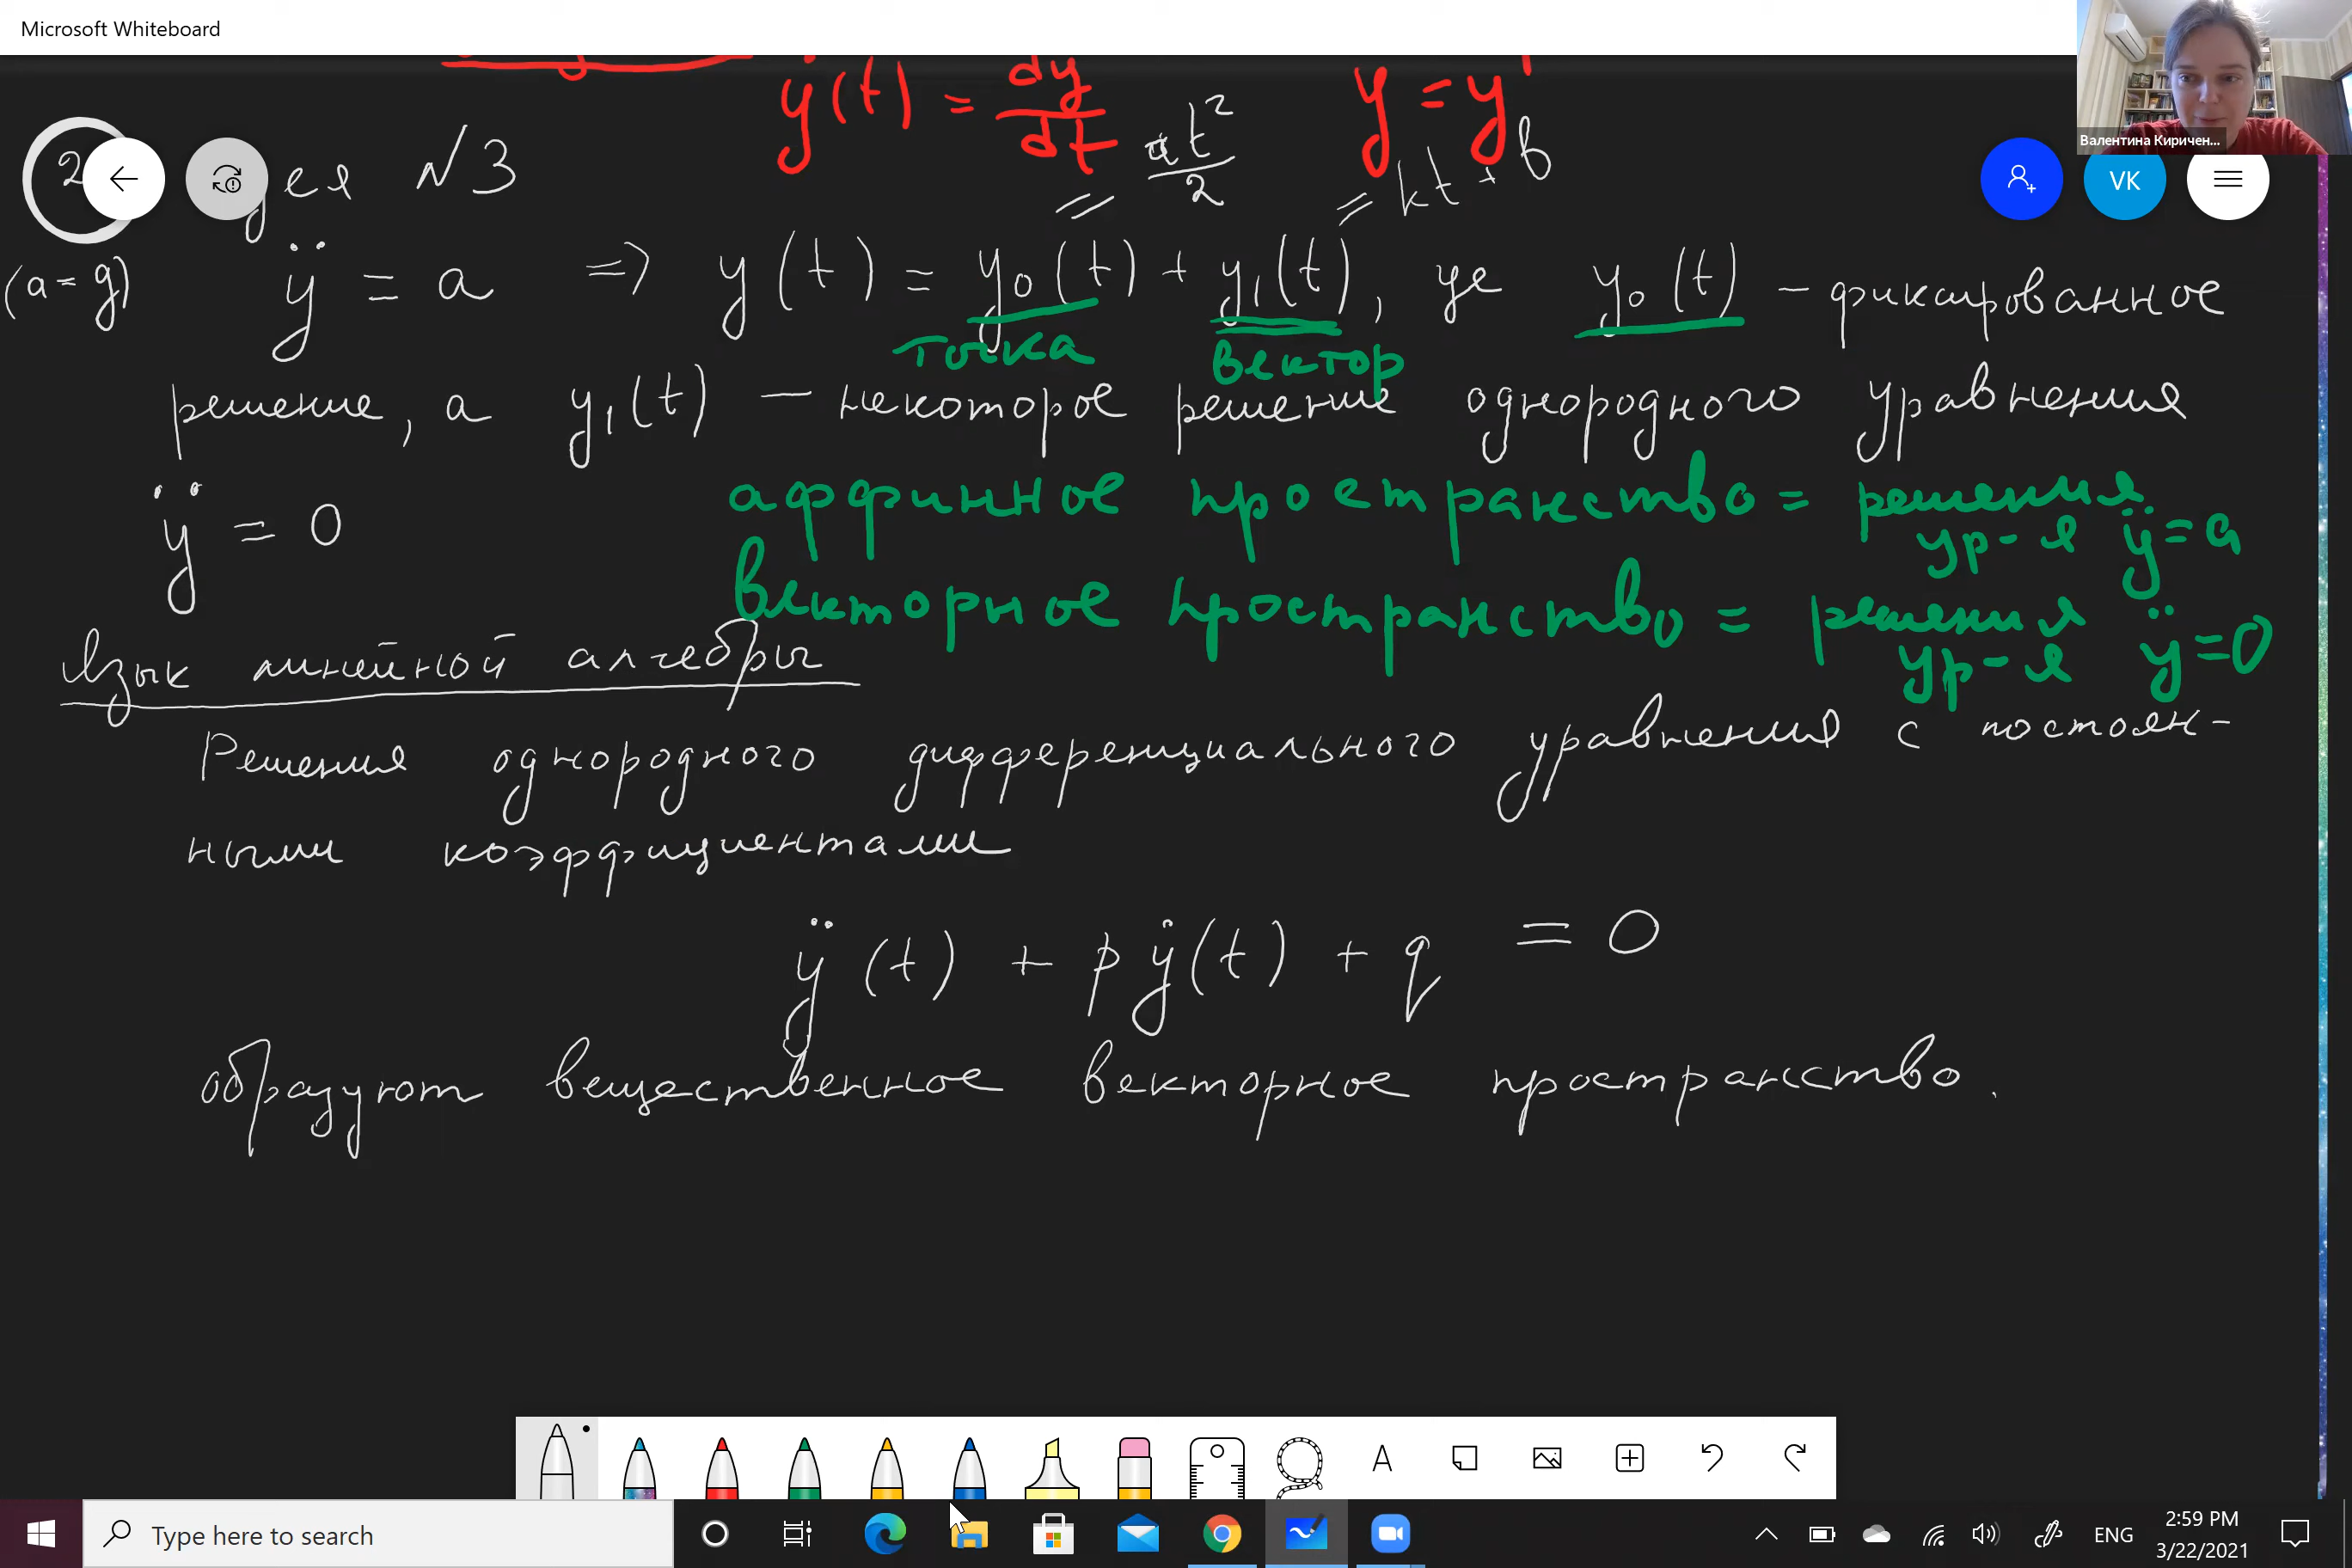 Microsoft Whiteboard
Валентина Киричен...
VK
ẏ(t) = dy/dt ẏ = y'
at²/2 = kt + b
2 дея №3
(a = g) ÿ = a ⇒ y(t) = y₀(t) + y₁(t), где y₀(t) – фиксированное
точка вектор
решение, а y₁(t) – некоторое решение однородного уравнения
ÿ = 0
аффинное пространство = решения
ур-я ÿ = a
векторное пространство = решения
ур-я ÿ = 0
Язык линейной алгебры
Решения однородного дифференциального уравнения с постоян-
ными коэффициентами
ÿ(t) + pẏ(t) + q = 0
образуют вещественное векторное пространство.
Type here to search
ENG
2:59 PM
3/22/2021